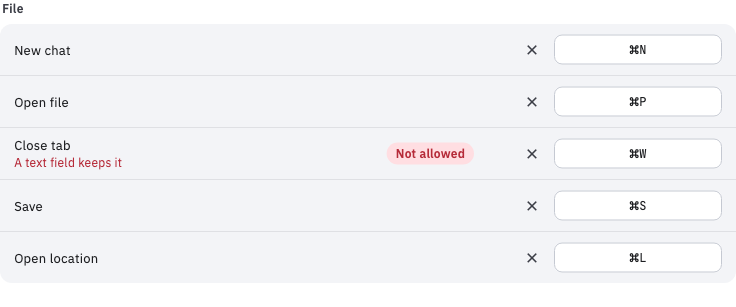 File
New chat ✕ ⌘N
Open file ✕ ⌘P
Close tab
A text field keeps it
Not allowed ✕ ⌘W
Save ✕ ⌘S
Open location ✕ ⌘L